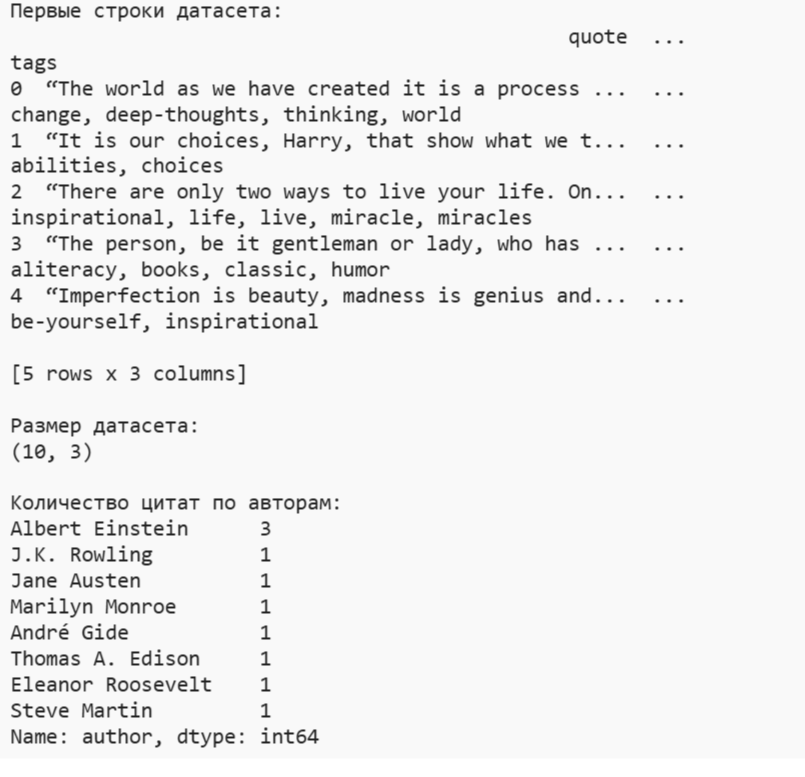 Первые строки датасета:
quote  ...
tags
0  “The world as we have created it is a process ...  ...
change, deep-thoughts, thinking, world
1  “It is our choices, Harry, that show what we t...  ...
abilities, choices
2  “There are only two ways to live your life. On...  ...
inspirational, life, live, miracle, miracles
3  “The person, be it gentleman or lady, who has ...  ...
aliteracy, books, classic, humor
4  “Imperfection is beauty, madness is genius and...  ...
be-yourself, inspirational
[5 rows x 3 columns]
Размер датасета:
(10, 3)
Количество цитат по авторам:
Albert Einstein      3
J.K. Rowling         1
Jane Austen          1
Marilyn Monroe       1
André Gide           1
Thomas A. Edison     1
Eleanor Roosevelt    1
Steve Martin         1
Name: author, dtype: int64